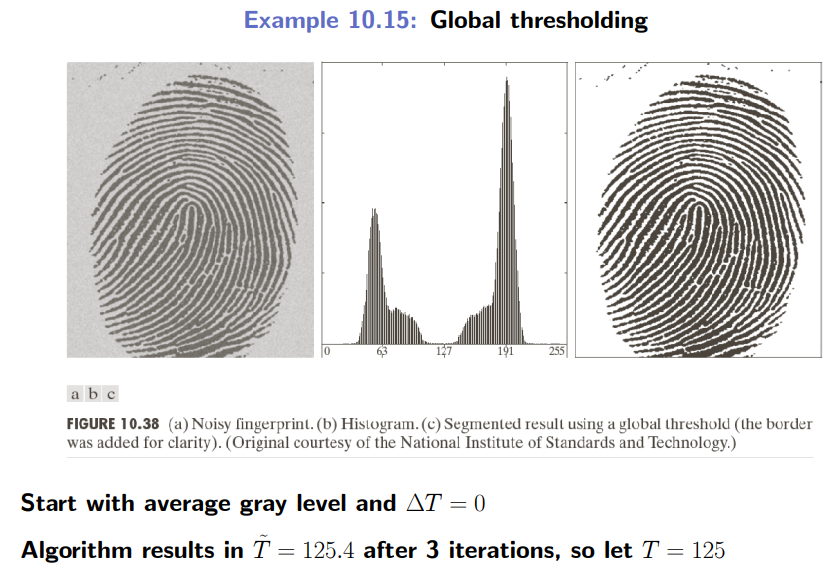 Example 10.15: Global thresholding
0 63 127 191 255
a b c
FIGURE 10.38 (a) Noisy fingerprint. (b) Histogram. (c) Segmented result using a global threshold (the border
was added for clarity). (Original courtesy of the National Institute of Standards and Technology.)
Start with average gray level and ΔT = 0
Algorithm results in T̃ = 125.4 after 3 iterations, so let T = 125